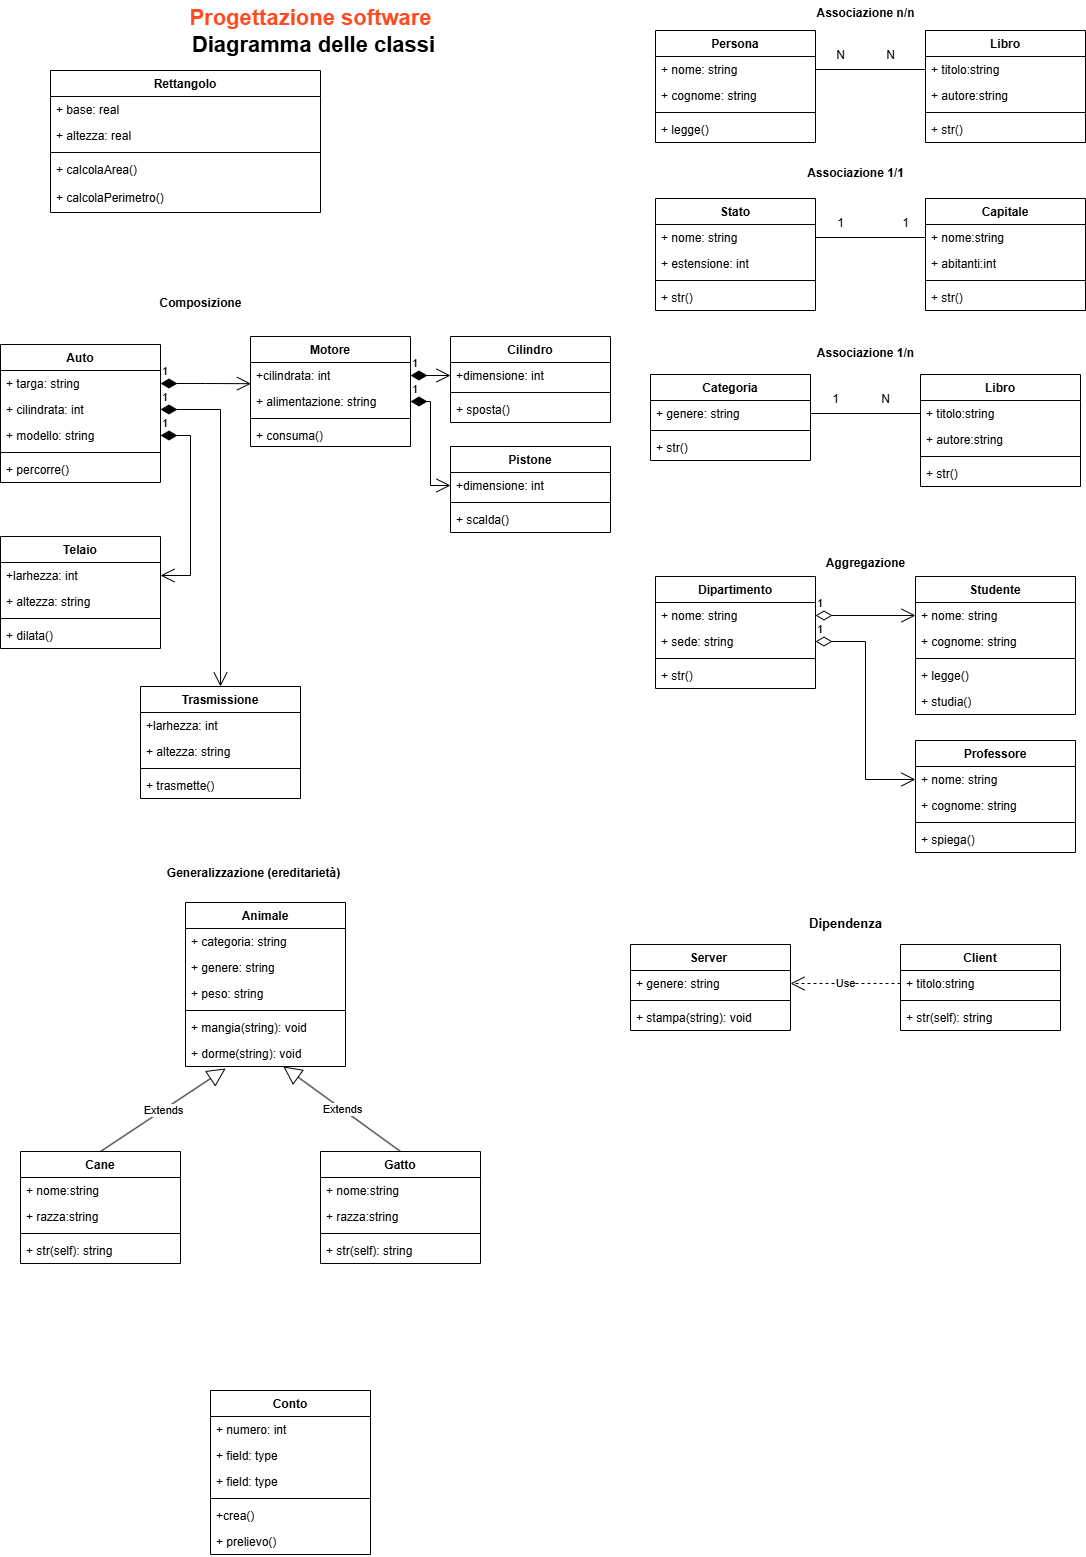 Progettazione software
Diagramma delle classi
Rettangolo
+ base: real
+ altezza: real
+ calcolaArea()
+ calcolaPerimetro()
Composizione
Auto
+ targa: string
+ cilindrata: int
+ modello: string
+ percorre()
1
1
1
Motore
+cilindrata: int
+ alimentazione: string
+ consuma()
1
1
Cilindro
+dimensione: int
+ sposta()
Pistone
+dimensione: int
+ scalda()
Telaio
+larhezza: int
+ altezza: string
+ dilata()
Trasmissione
+larhezza: int
+ altezza: string
+ trasmette()
Generalizzazione (ereditarietà)
Animale
+ categoria: string
+ genere: string
+ peso: string
+ mangia(string): void
+ dorme(string): void
Extends
Extends
Cane
+ nome:string
+ razza:string
+ str(self): string
Gatto
+ nome:string
+ razza:string
+ str(self): string
Conto
+ numero: int
+ field: type
+ field: type
+crea()
+ prelievo()
Associazione n/n
Persona
+ nome: string
+ cognome: string
+ legge()
N N
Libro
+ titolo:string
+ autore:string
+ str()
Associazione 1/1
Stato
+ nome: string
+ estensione: int
+ str()
1 1
Capitale
+ nome:string
+ abitanti:int
+ str()
Associazione 1/n
Categoria
+ genere: string
+ str()
1 N
Libro
+ titolo:string
+ autore:string
+ str()
Aggregazione
Dipartimento
+ nome: string
+ sede: string
+ str()
1
1
Studente
+ nome: string
+ cognome: string
+ legge()
+ studia()
Professore
+ nome: string
+ cognome: string
+ spiega()
Dipendenza
Server
+ genere: string
+ stampa(string): void
Use
Client
+ titolo:string
+ str(self): string